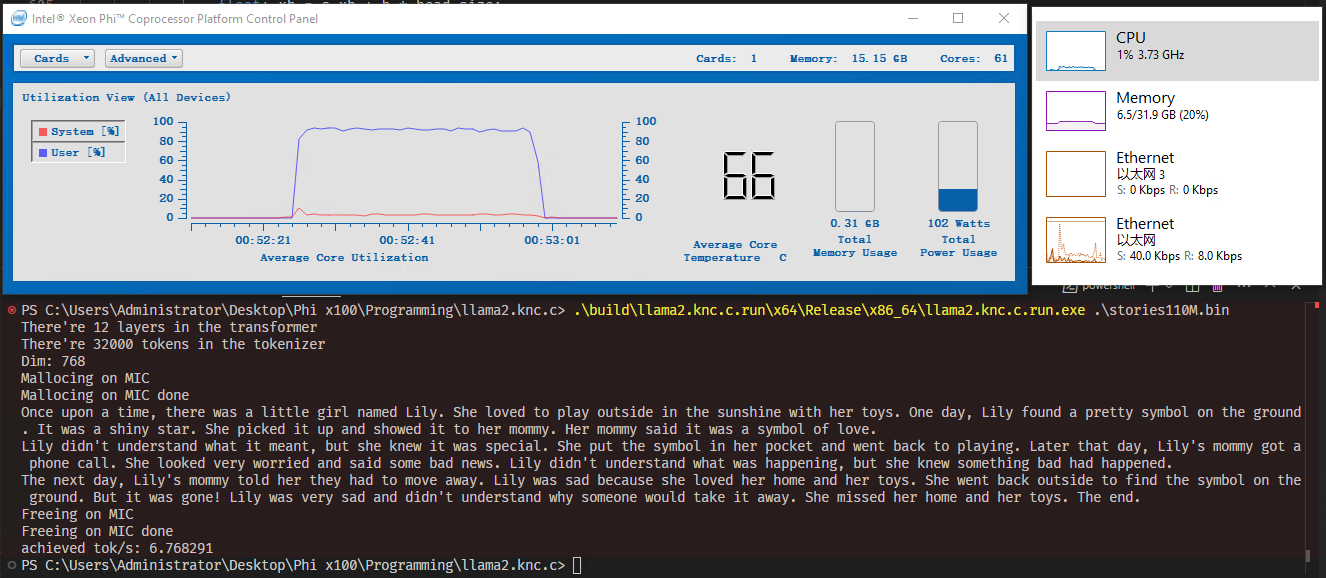 Intel® Xeon Phi™ Coprocessor Platform Control Panel
Cards
Advanced
Cards: 1
Memory: 15.15 GB
Cores: 61
Utilization View (All Devices)
System [%]
User [%]
100
80
60
40
20
0
100
80
60
40
20
0
00:52:21
00:52:41
00:53:01
Average Core Utilization
66
Average Core
Temperature C
0.31 GB
Total
Memory Usage
102 Watts
Total
Power Usage
CPU
1% 3.73 GHz
Memory
6.5/31.9 GB (20%)
Ethernet
以太网 3
S: 0 Kbps R: 0 Kbps
Ethernet
以太网
S: 40.0 Kbps R: 8.0 Kbps
powershell
PS C:\Users\Administrator\Desktop\Phi x100\Programming\llama2.knc.c> .\build\llama2.knc.c.run\x64\Release\x86_64\llama2.knc.c.run.exe .\stories110M.bin
There're 12 layers in the transformer
There're 32000 tokens in the tokenizer
Dim: 768
Mallocing on MIC
Mallocing on MIC done
Once upon a time, there was a little girl named Lily. She loved to play outside in the sunshine with her toys. One day, Lily found a pretty symbol on the ground
. It was a shiny star. She picked it up and showed it to her mommy. Her mommy said it was a symbol of love.
Lily didn't understand what it meant, but she knew it was special. She put the symbol in her pocket and went back to playing. Later that day, Lily's mommy got a
phone call. She looked very worried and said some bad news. Lily didn't understand what was happening, but she knew something bad had happened.
The next day, Lily's mommy told her they had to move away. Lily was sad because she loved her home and her toys. She went back outside to find the symbol on the
ground. But it was gone! Lily was very sad and didn't understand why someone would take it away. She missed her home and her toys. The end.
Freeing on MIC
Freeing on MIC done
achieved tok/s: 6.768291
PS C:\Users\Administrator\Desktop\Phi x100\Programming\llama2.knc.c>